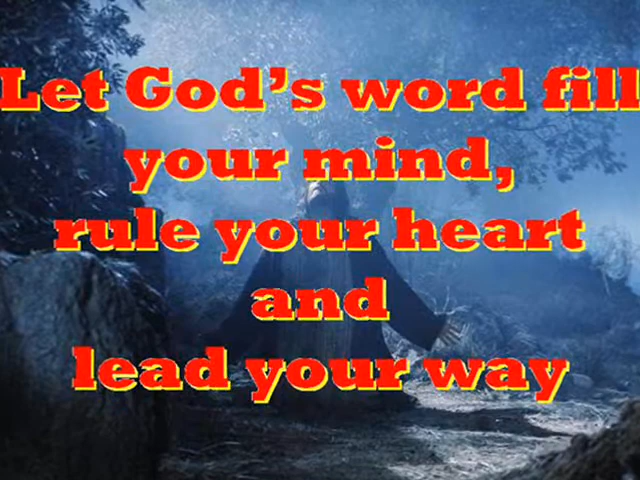 Let God’s word fill
your mind,
rule your heart
and
lead your way